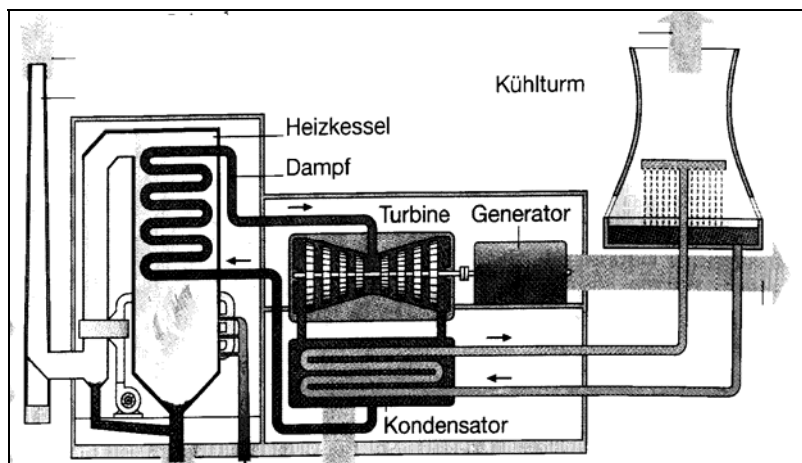 Kühlturm
Heizkessel
Dampf
Turbine
Generator
Kondensator